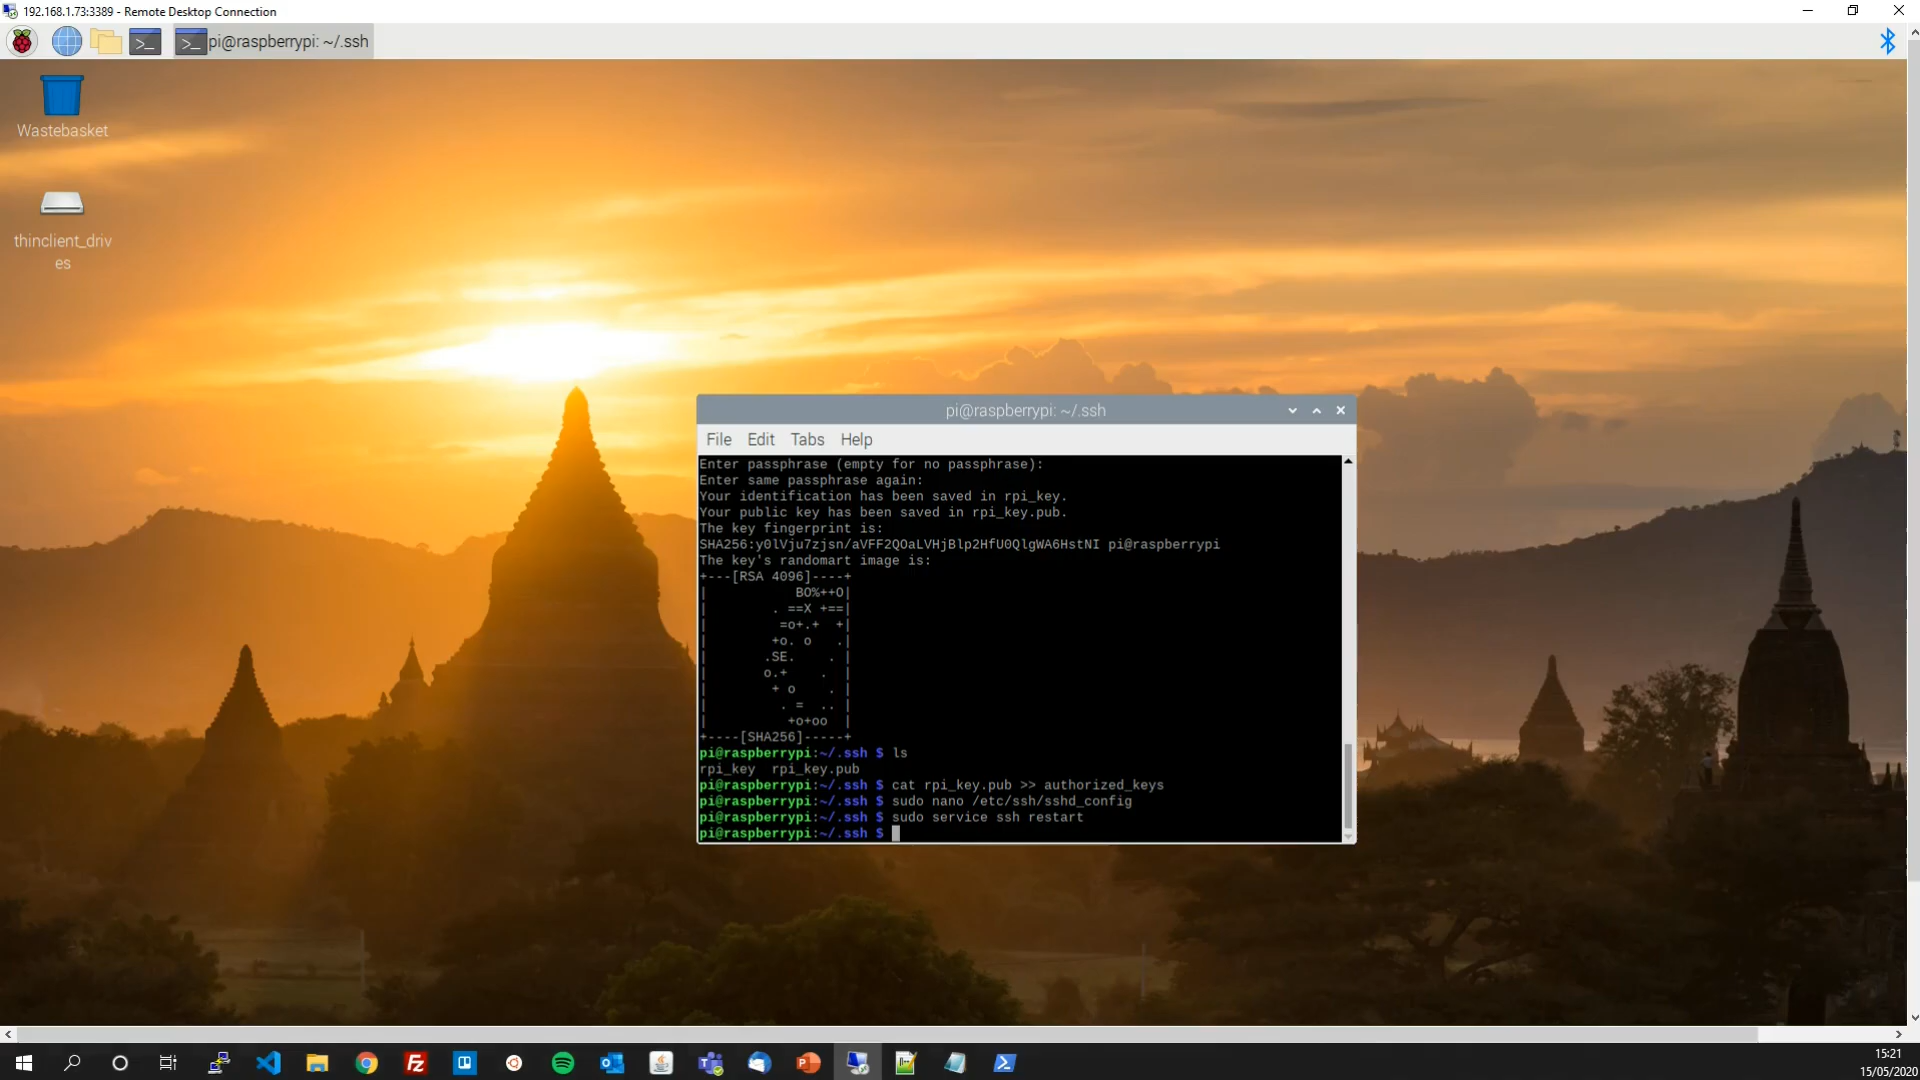 192.168.1.73:3389 - Remote Desktop Connection
pi@raspberrypi: ~/.ssh
Wastebasket
thinclient_driv
es
pi@raspberrypi: ~/.ssh
File Edit Tabs Help
Enter passphrase (empty for no passphrase):
Enter same passphrase again:
Your identification has been saved in rpi_key.
Your public key has been saved in rpi_key.pub.
The key fingerprint is:
SHA256:y0lVju7zjsn/aVFF2QOaLVHjBlp2HfU0QlgWA6HstNI pi@raspberrypi
The key's randomart image is:
+---[RSA 4096]----+
|           BO%++O|
|        . ==X +==|
|         =o+.+  +|
|        +o. o   .|
|       .SE.    . |
|       o.+    .  |
|        + o    . |
|         . =  .. |
|          +o+oo  |
+----[SHA256]-----+
pi@raspberrypi:~/.ssh $ ls
rpi_key  rpi_key.pub
pi@raspberrypi:~/.ssh $ cat rpi_key.pub >> authorized_keys
pi@raspberrypi:~/.ssh $ sudo nano /etc/ssh/sshd_config
pi@raspberrypi:~/.ssh $ sudo service ssh restart
pi@raspberrypi:~/.ssh $
15:21
15/05/2020